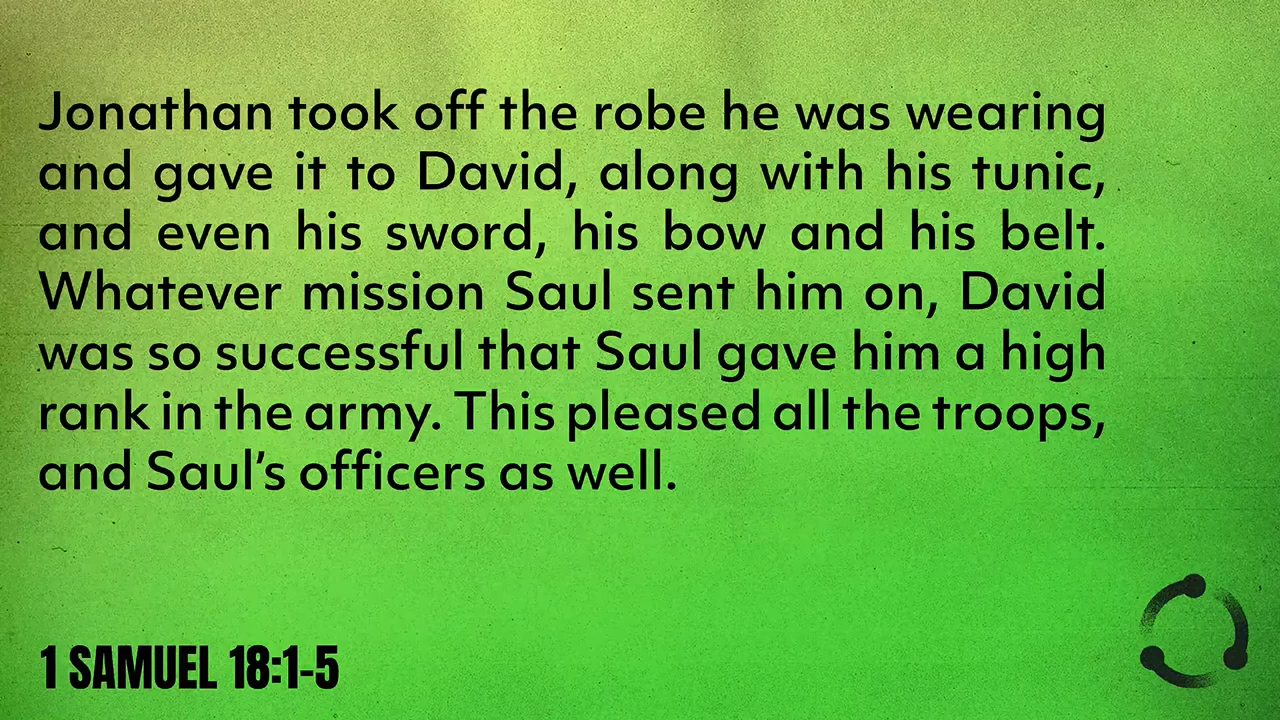 Jonathan took off the robe he was wearing
and gave it to David, along with his tunic,
and even his sword, his bow and his belt.
Whatever mission Saul sent him on, David
was so successful that Saul gave him a high
rank in the army. This pleased all the troops,
and Saul’s officers as well.
1 SAMUEL 18:1-5